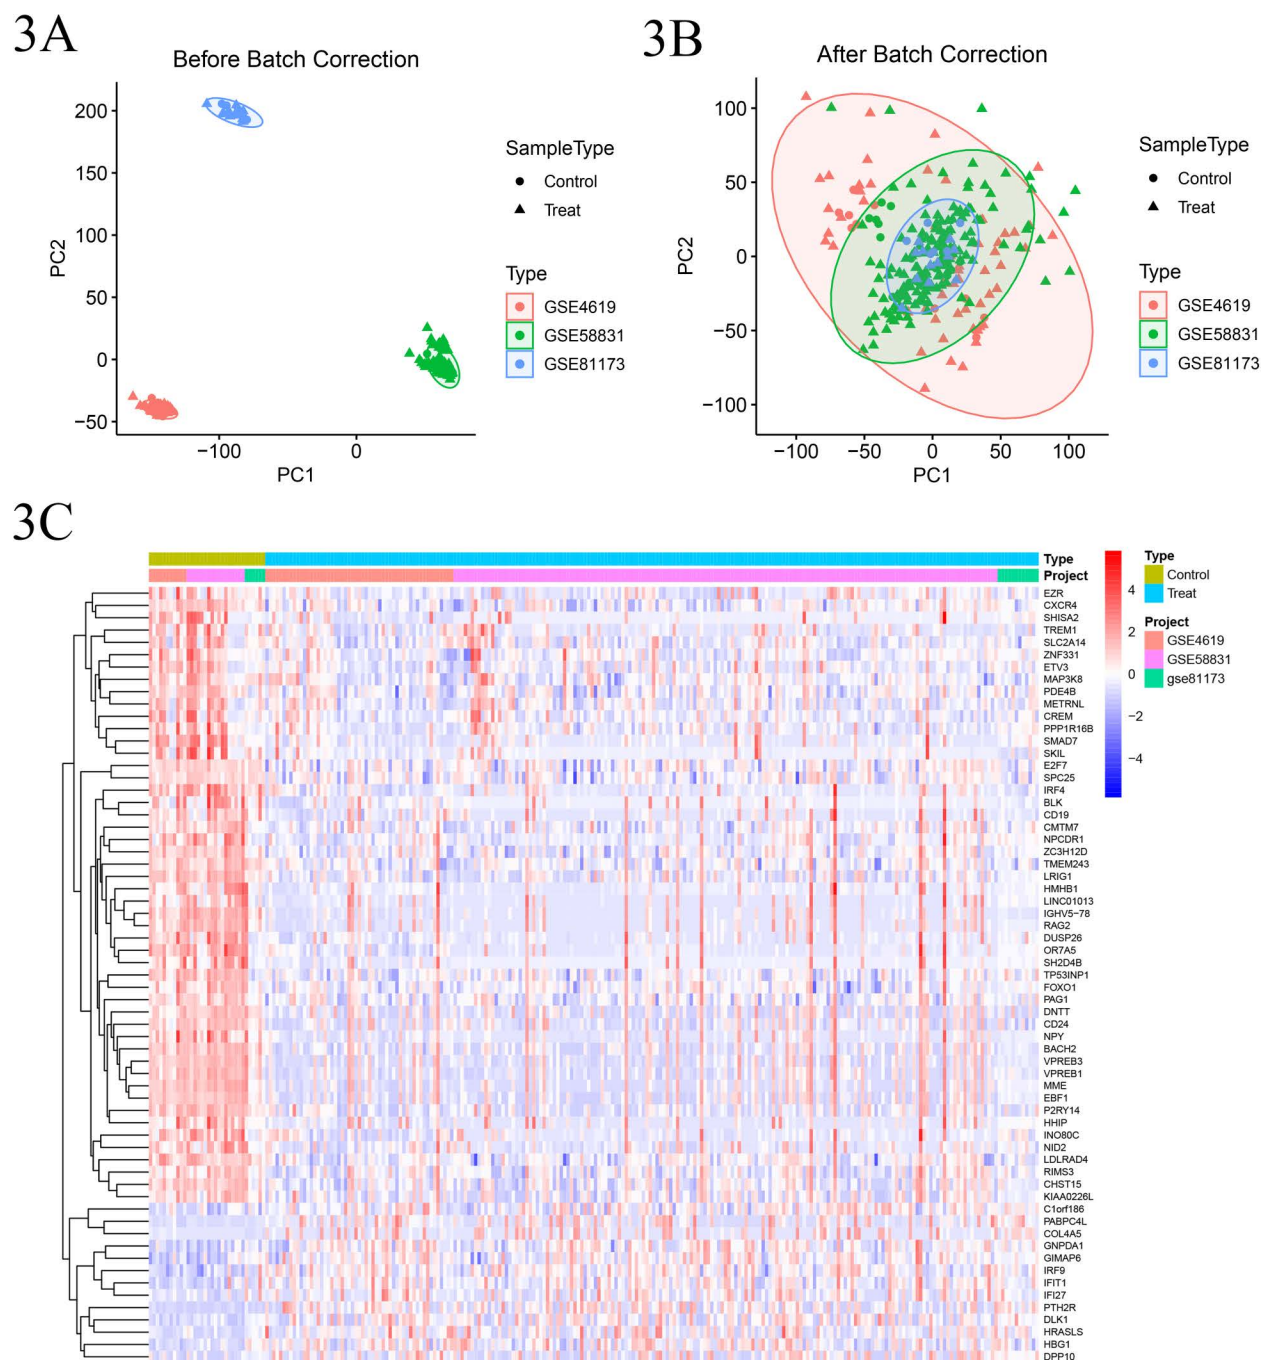 3A
Before Batch Correction
200
150
100
50
0
−50
−100
0
PC2
PC1
SampleType
Control
Treat
Type
GSE4619
GSE58831
GSE81173
3B
After Batch Correction
100
50
0
−50
−100
−100
−50
0
50
100
PC2
PC1
SampleType
Control
Treat
Type
GSE4619
GSE58831
GSE81173
3C
Type
Project
EZR
CXCR4
SHISA2
TREM1
SLC2A14
ZNF331
ETV3
MAP3K8
PDE4B
METRNL
CREM
PPP1R16B
SMAD7
SKIL
E2F7
SPC25
IRF4
BLK
CD19
CMTM7
NPCDR1
ZC3H12D
TMEM243
LRIG1
HMHB1
LINC01013
IGHV5−78
RAG2
DUSP26
OR7A5
SH2D4B
TP53INP1
FOXO1
PAG1
DNTT
CD24
NPY
BACH2
VPREB3
VPREB1
MME
EBF1
P2RY14
HHIP
INO80C
NID2
LDLRAD4
RIMS3
CHST15
KIAA0226L
C1orf186
PABPC4L
COL4A5
GNPDA1
GIMAP6
IRF9
IFIT1
IFI27
PTH2R
DLK1
HRASLS
HBG1
DPP10
4
2
0
−2
−4
Type
Control
Treat
Project
GSE4619
GSE58831
gse81173